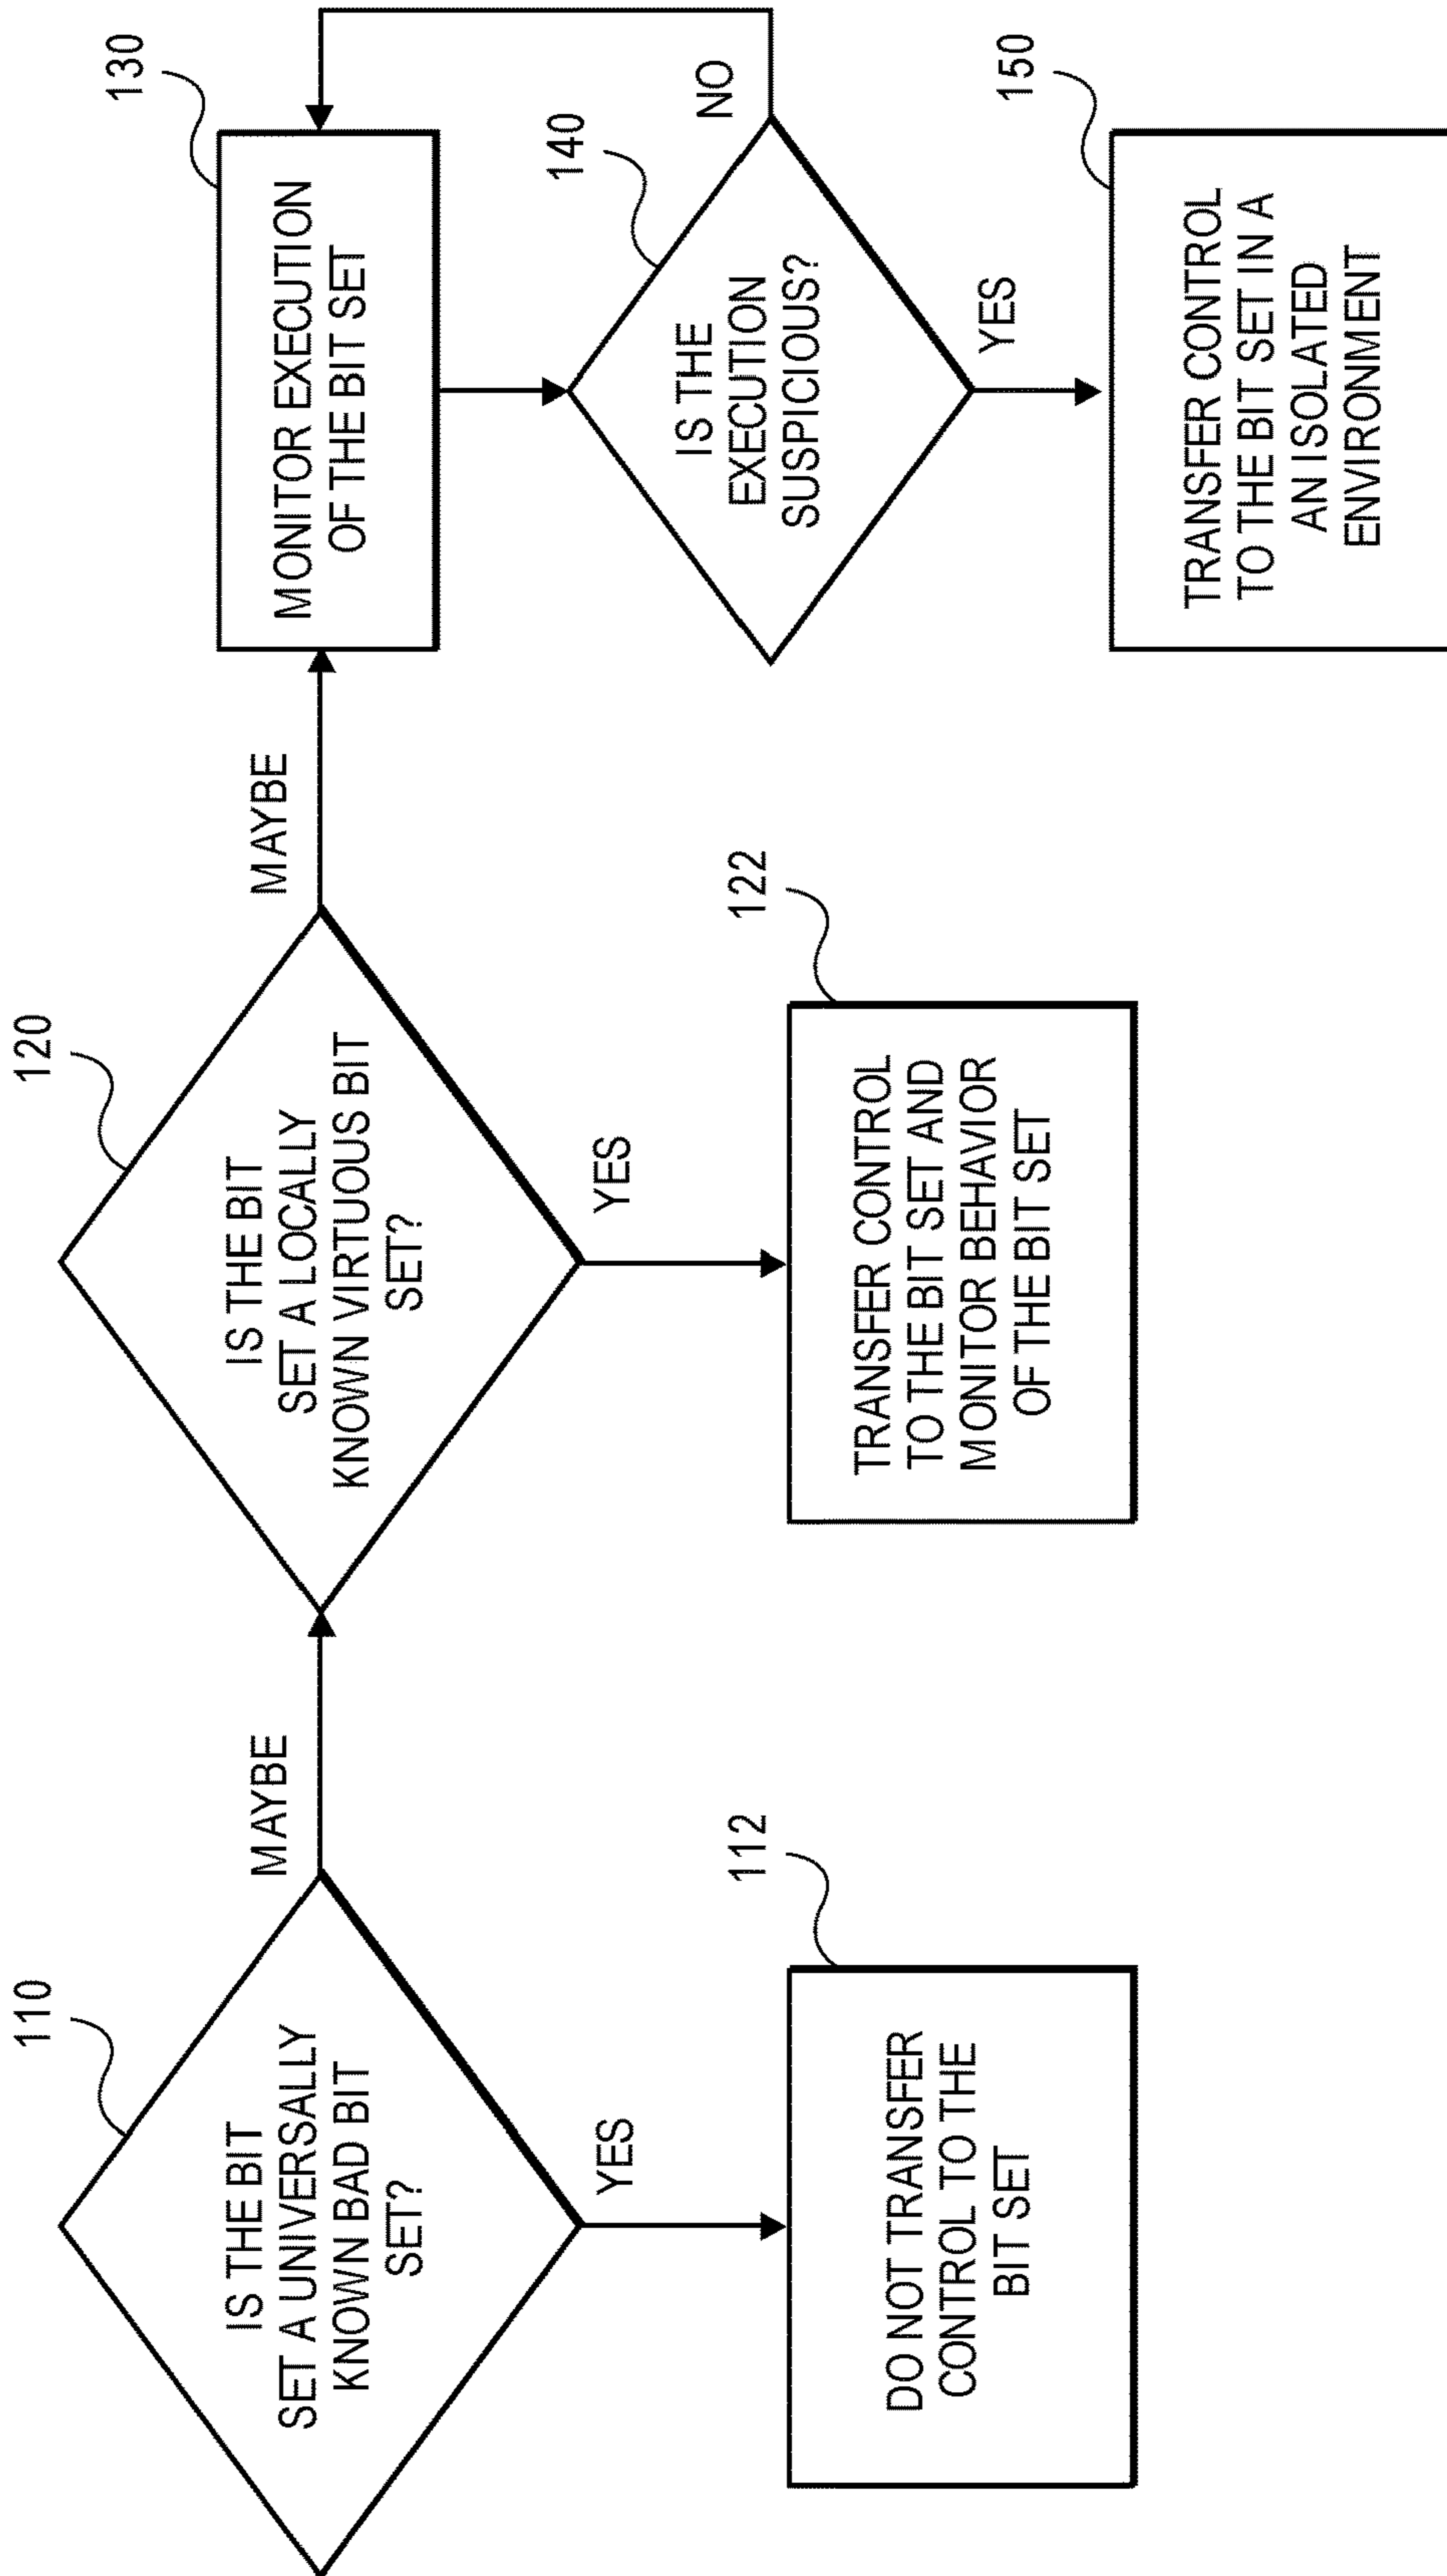 110
IS THE BIT
SET A UNIVERSALLY
KNOWN BAD BIT
SET?
MAYBE
YES
112
DO NOT TRANSFER
CONTROL TO THE
BIT SET
120
IS THE BIT
SET A LOCALLY
KNOWN VIRTUOUS BIT
SET?
MAYBE
YES
122
TRANSFER CONTROL
TO THE BIT SET AND
MONITOR BEHAVIOR
OF THE BIT SET
130
MONITOR EXECUTION
OF THE BIT SET
140
IS THE
EXECUTION
SUSPICIOUS?
NO
YES
150
TRANSFER CONTROL
TO THE BIT SET IN A
AN ISOLATED
ENVIRONMENT